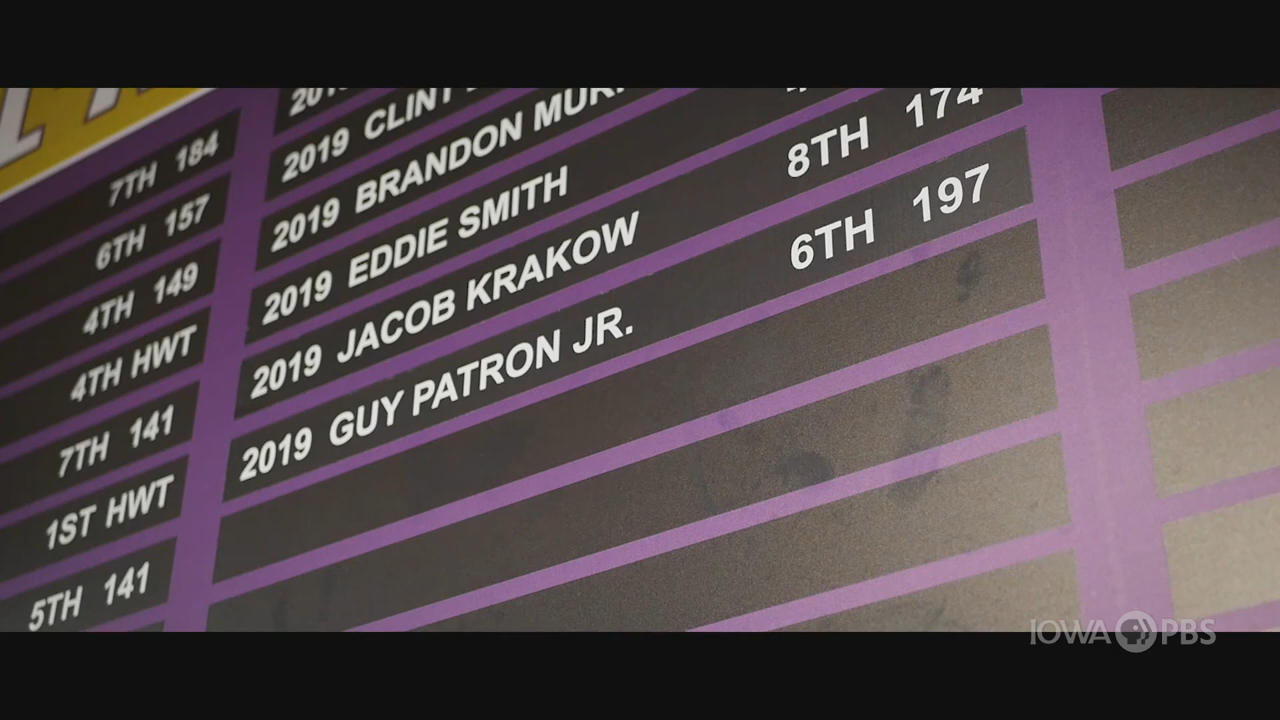 7TH 184
6TH 157
4TH 149
4TH HWT
7TH 141
1ST HWT
5TH 141
2019 CLINT
2019 BRANDON
2019 EDDIE SMITH
2019 JACOB KRAKOW 8TH 174
2019 GUY PATRON JR. 6TH 197
IOWA PBS